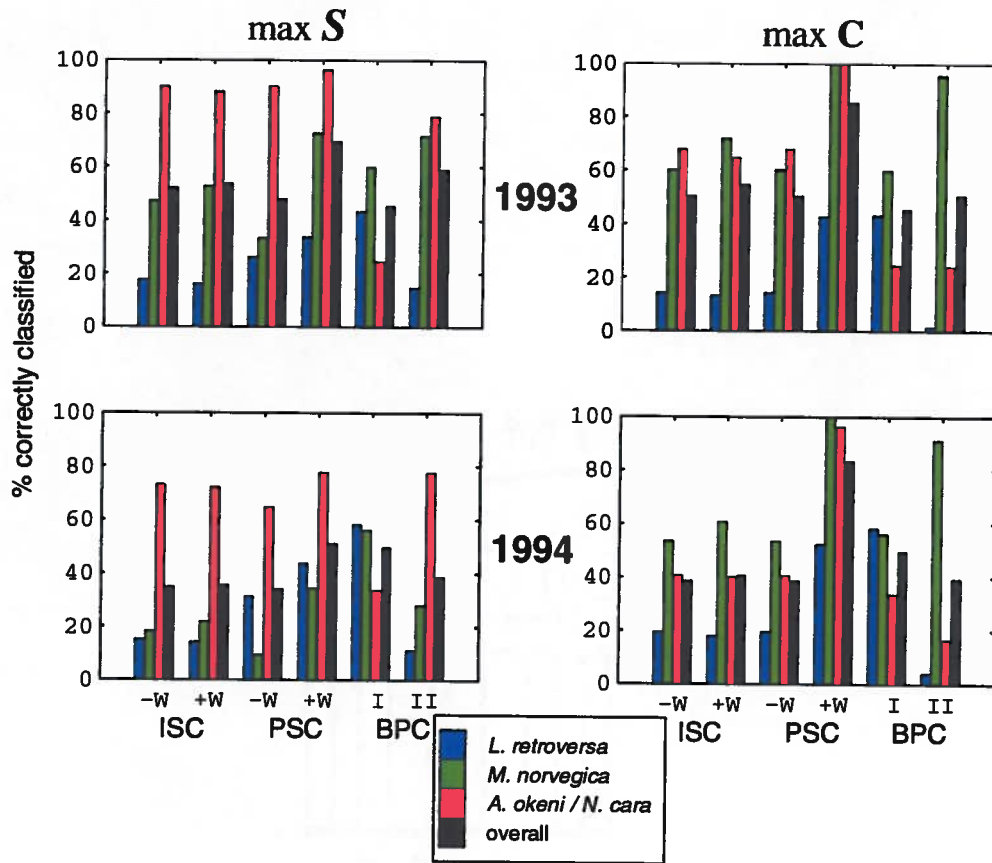 max S
max C
100
80
60
40
20
0
1993
100
80
60
40
20
0
% correctly classified
100
80
60
40
20
0
1994
100
80
60
40
20
0
-W +W -W +W I II
ISC PSC BPC
-W +W -W +W I II
ISC PSC BPC
L. retroversa
M. norvegica
A. okeni / N. cara
overall